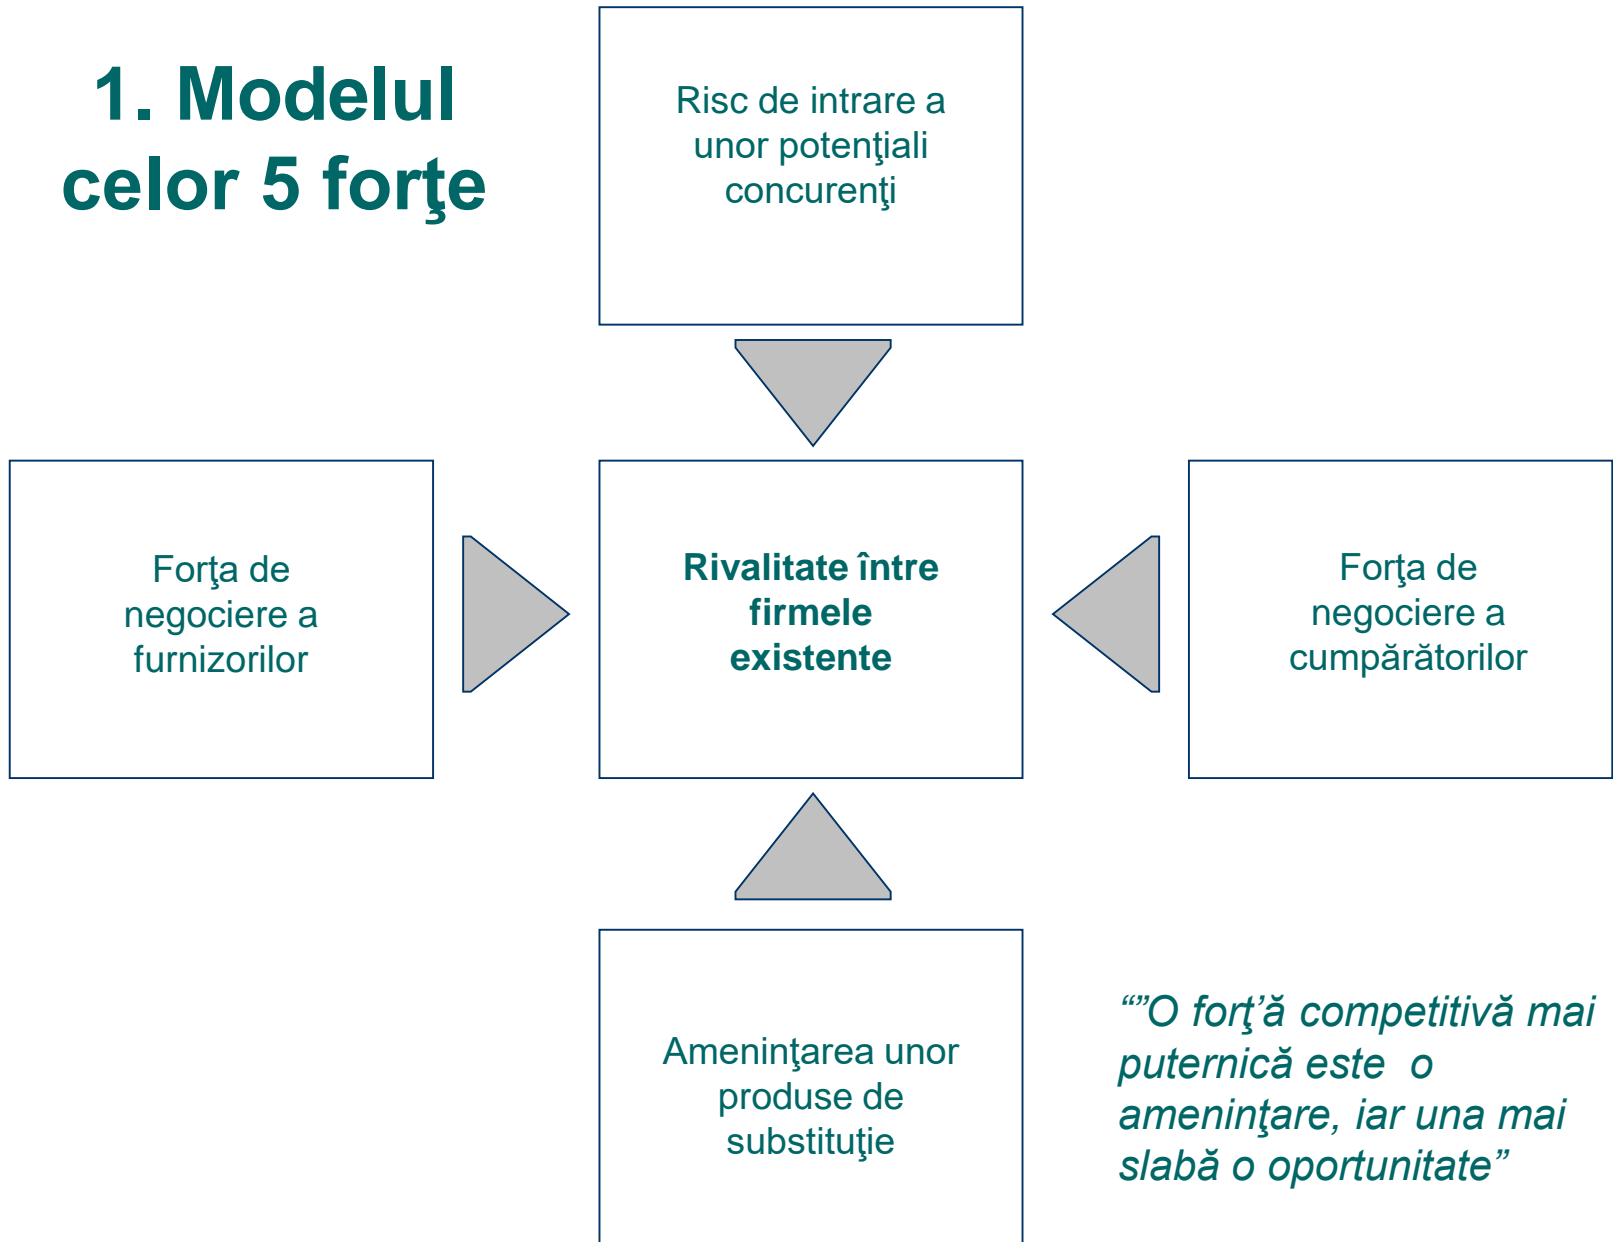 1. Modelul
celor 5 forţe
Risc de intrare a
unor potenţiali
concurenţi
Forţa de
negociere a
furnizorilor
Rivalitate între
firmele
existente
Forţa de
negociere a
cumpărătorilor
Ameninţarea unor
produse de
substituţie
“”O forţ’ă competitivă mai
puternică este  o
ameninţare, iar una mai
slabă o oportunitate”